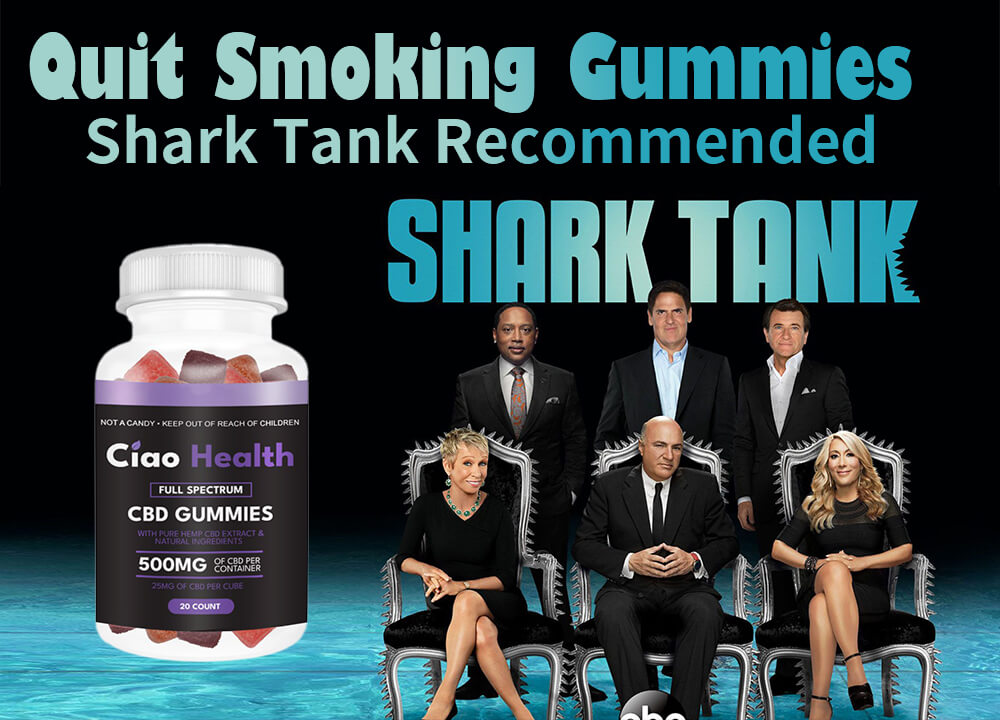 Quit Smoking Gummies
Shark Tank Recommended
SHARK TANK
NOT A CANDY • KEEP OUT OF REACH OF CHILDREN
Ciao Health
FULL SPECTRUM
CBD GUMMIES
WITH PURE HEMP CBD EXTRACT &
NATURAL INGREDIENTS
500MG OF CBD PER
CONTAINER
25MG OF CBD PER CUBE
20 COUNT
abc